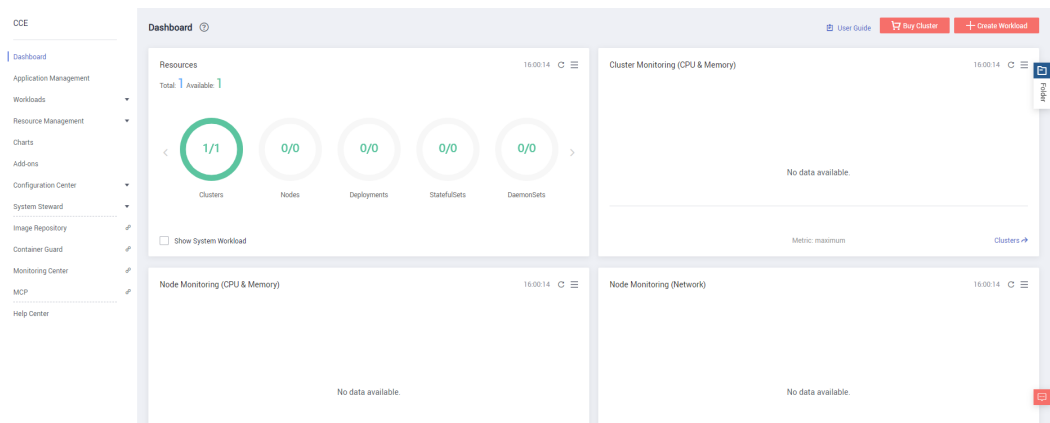 CCE
Dashboard
Application Management
Workloads
Resource Management
Charts
Add-ons
Configuration Center
System Steward
Image Repository
Container Guard
Monitoring Center
MCP
Help Center
Dashboard ?
User Guide
Buy Cluster
Create Workload
Resources 16:00:14
Total: 1 Available: 1
1/1 0/0 0/0 0/0 0/0
Clusters Nodes Deployments StatefulSets DaemonSets
Show System Workload
Cluster Monitoring (CPU & Memory) 16:00:14
No data available.
Metric: maximum Clusters
Folder
Node Monitoring (CPU & Memory) 16:00:14
No data available.
Node Monitoring (Network) 16:00:14
No data available.